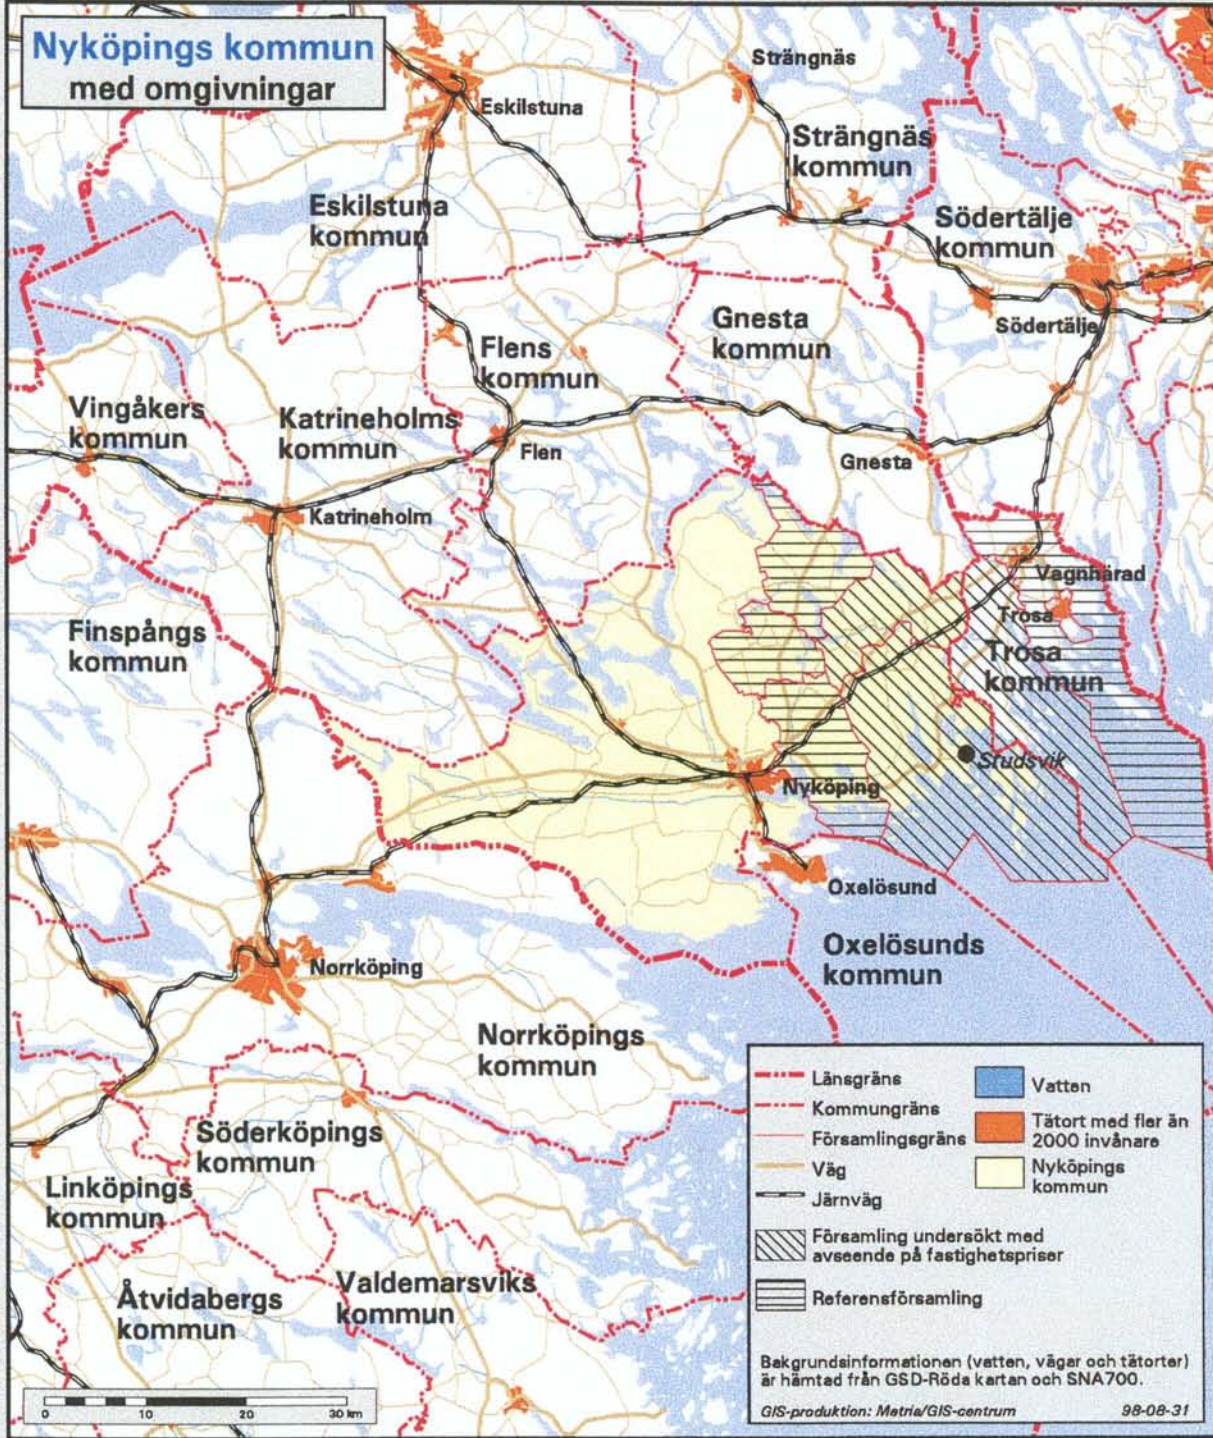 Nyköpings kommun
med omgivningar
Strängnäs
Eskilstuna
Strängnäs
kommun
Eskilstuna
kommun
Södertälje
kommun
Gnesta
kommun
Södertälje
Flens
kommun
Vingåkers
kommun
Katrineholms
kommun
Flen
Gnesta
Katrineholm
Vagnhärad
Trosa
Finspångs
kommun
Trosa
kommun
Studsvik
Nyköping
Oxelösund
Oxelösunds
kommun
Norrköping
Norrköpings
kommun
Söderköpings
kommun
Linköpings
kommun
Åtvidabergs
kommun
Valdemarsviks
kommun
Länsgräns
Kommungräns
Församlingsgräns
Väg
Järnväg
Vatten
Tätort med fler än
2000 invånare
Nyköpings
kommun
Församling undersökt med
avseende på fastighetspriser
Referensförsamling
Bakgrundsinformationen (vatten, vägar och tätorter)
är hämtad från GSD-Röda kartan och SNA700.
GIS-produktion: Metria/GIS-centrum 98-08-31
0 10 20 30 km